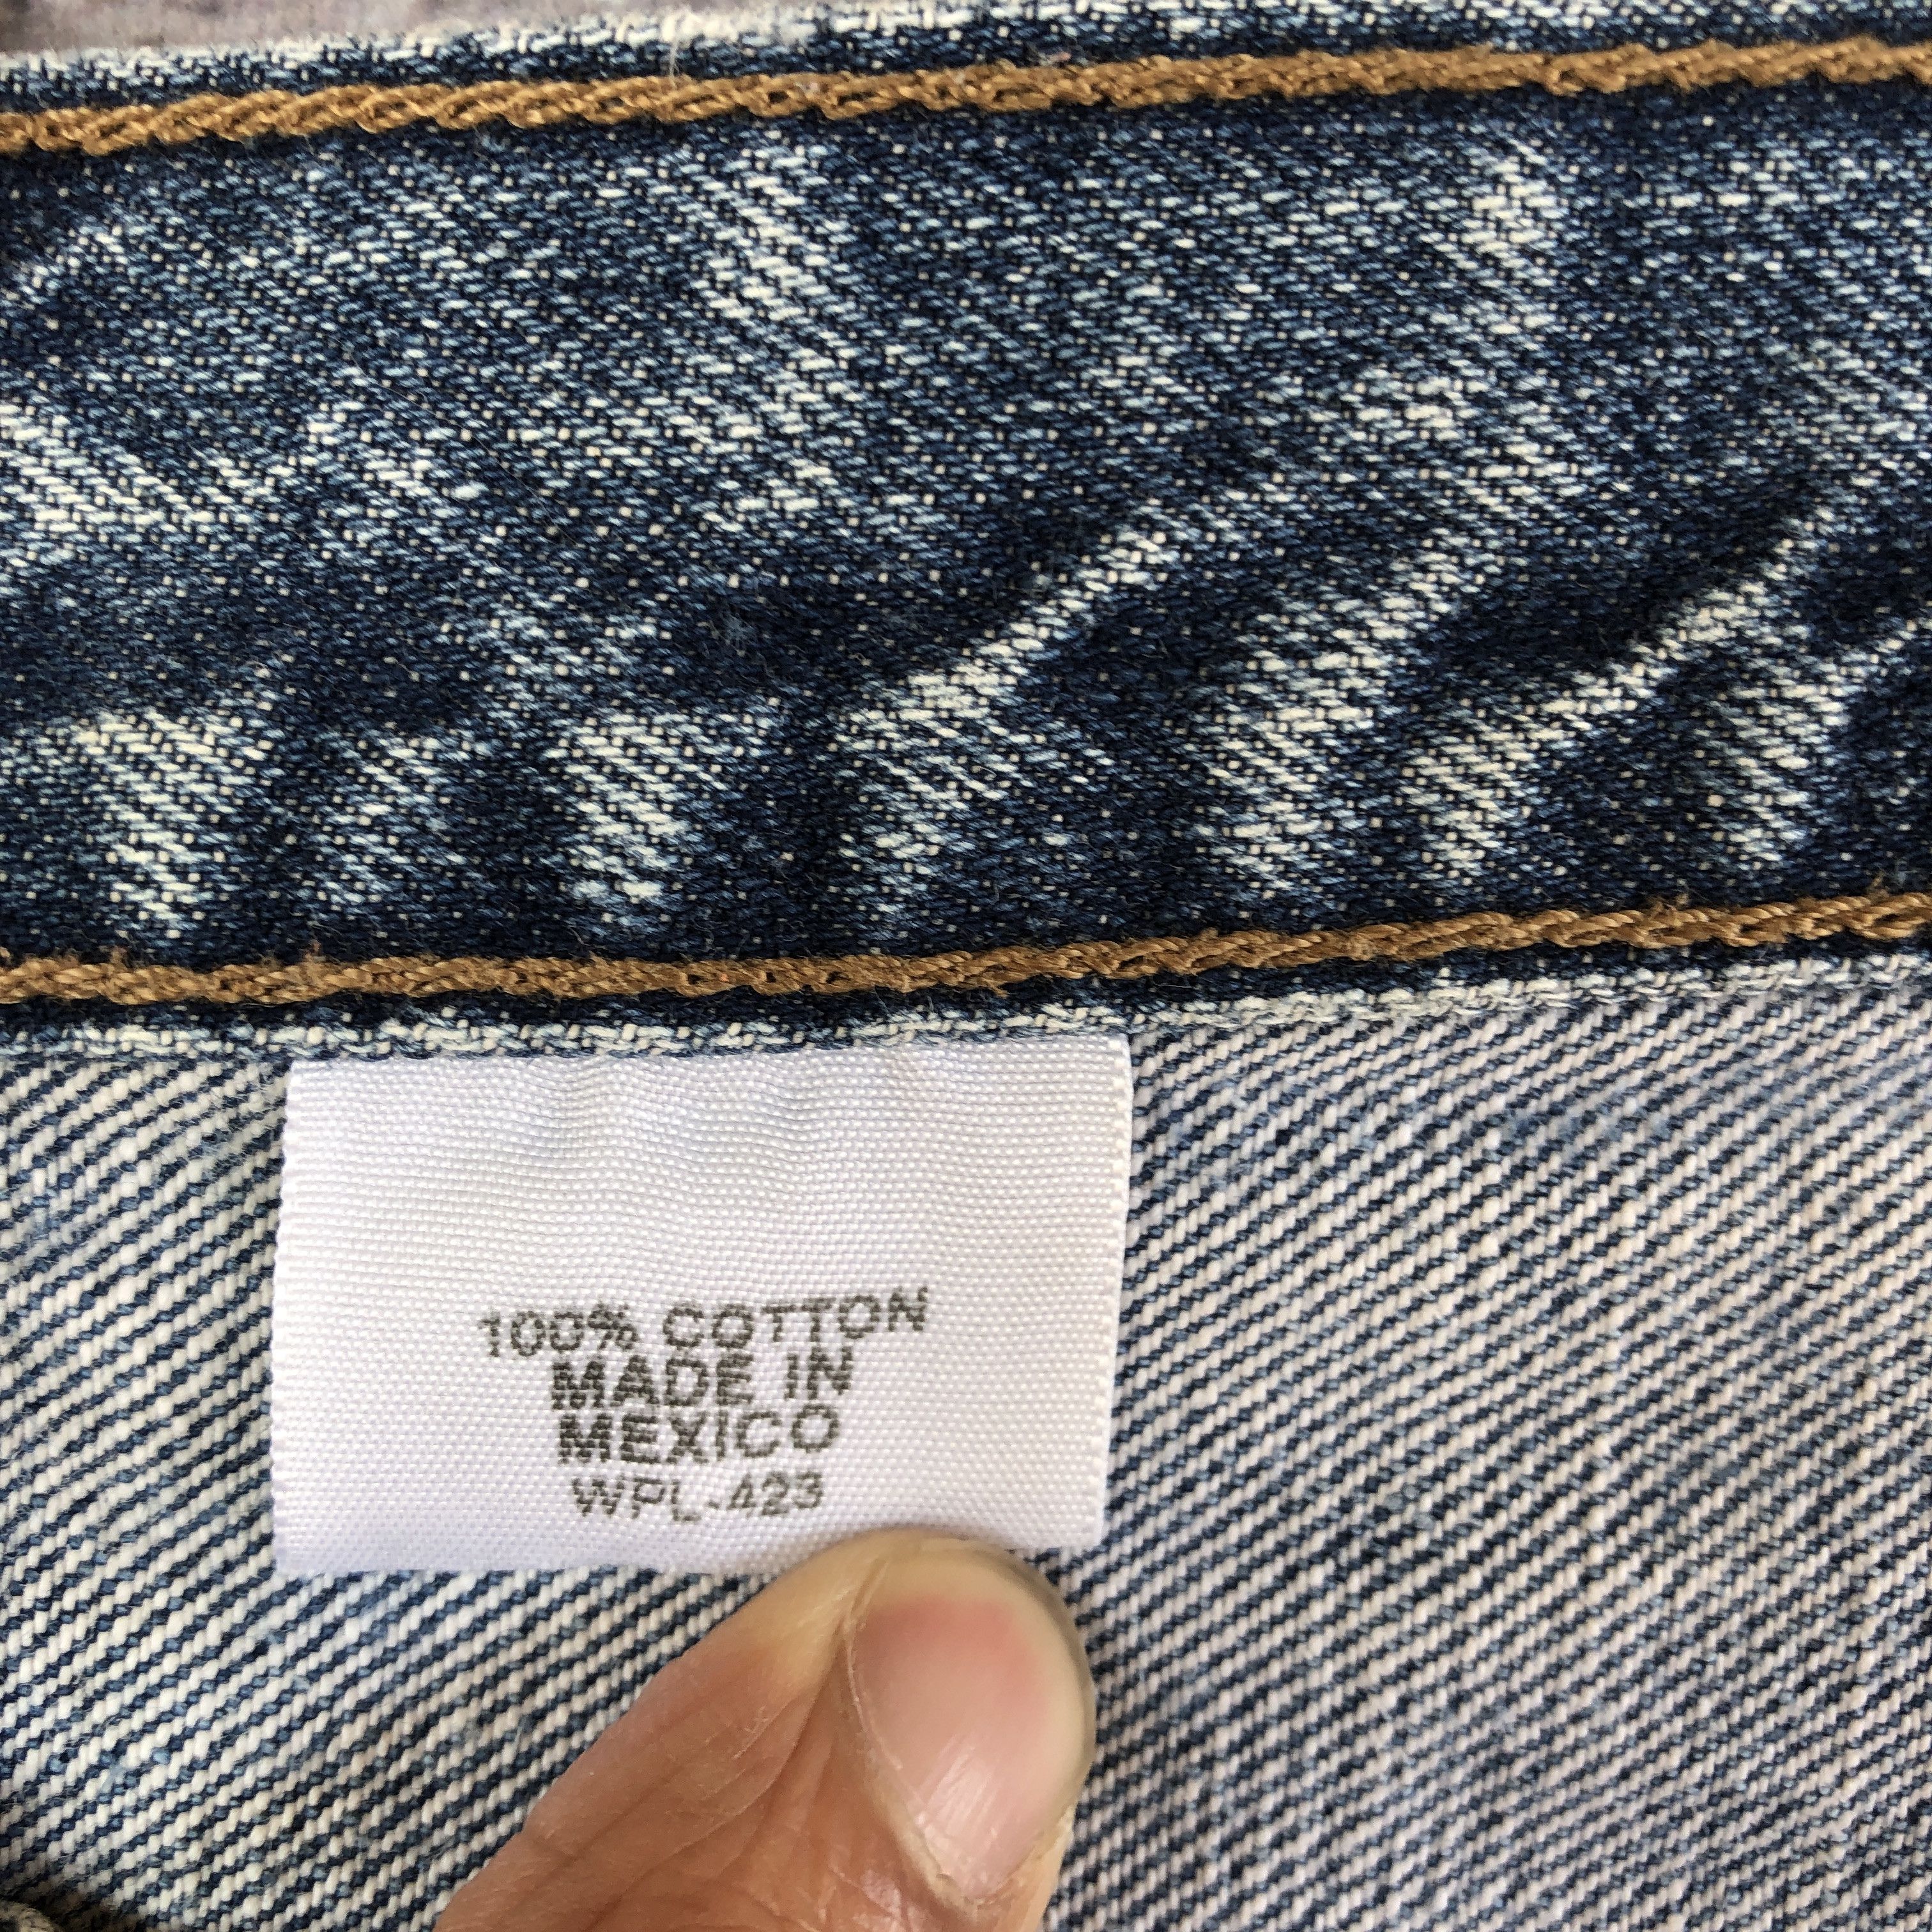 100% COTTON
MADE IN
MEXICO
WPL-423